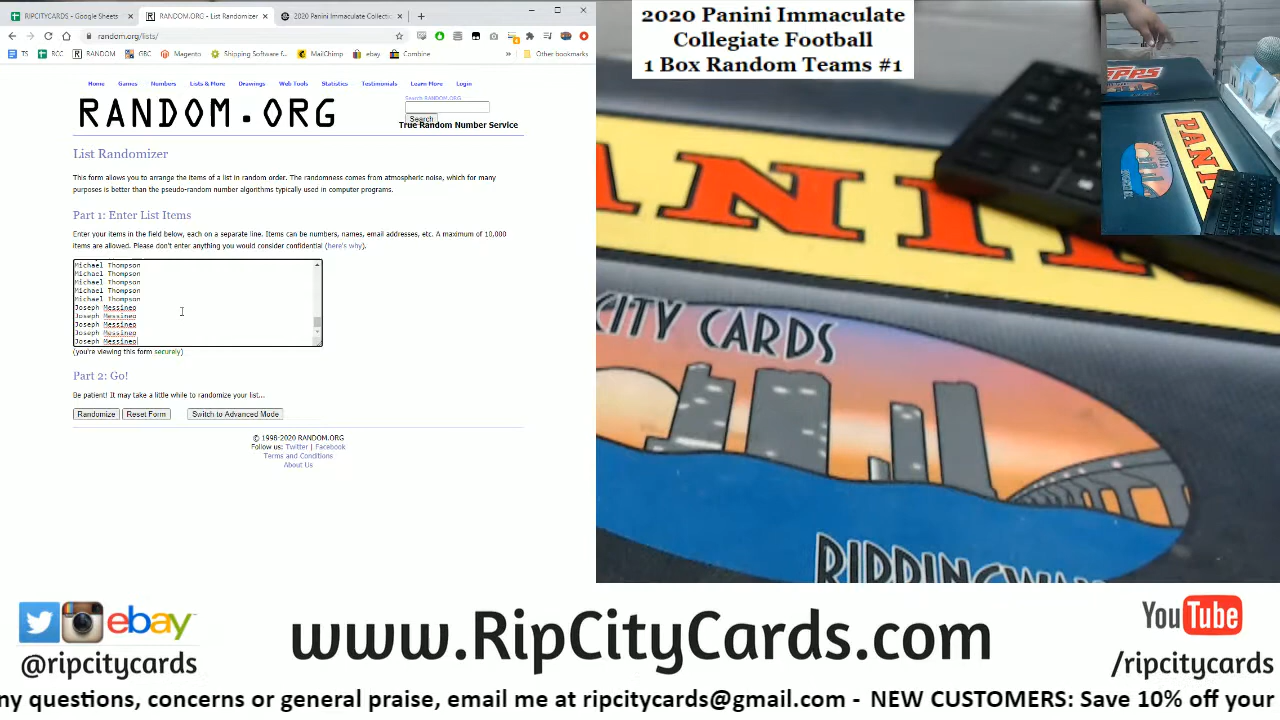 RIPCITYCARDS - Google Sheets
RANDOM.ORG - List Randomizer
2020 Panini Immaculate Collecti
random.org/lists/
TS
RCC
RANDOM
GBC
Magento
Shipping Software f
MailChimp
ebay
Combine
Other bookmarks
Home
Games
Numbers
Lists & More
Drawings
Web Tools
Statistics
Testimonials
Learn More
Login
Search RANDOM.ORG
RANDOM.ORG
Search
True Random Number Service
List Randomizer
This form allows you to arrange the items of a list in random order. The randomness comes from atmospheric noise, which for many
purposes is better than the pseudo-random number algorithms typically used in computer programs.
Part 1: Enter List Items
Enter your items in the field below, each on a separate line. Items can be numbers, names, email addresses, etc. A maximum of 10,000
items are allowed. Please don't enter anything you would consider confidential (here's why).
Michael Thompson
Michael Thompson
Michael Thompson
Michael Thompson
Michael Thompson
Joseph Messineo
Joseph Messineo
Joseph Messineo
Joseph Messineo
Joseph Messineo
(you're viewing this form securely)
Part 2: Go!
Be patient! It may take a little while to randomize your list...
Randomize
Reset Form
Switch to Advanced Mode
© 1998-2020 RANDOM.ORG
Follow us: Twitter | Facebook
Terms and Conditions
About Us
2020 Panini Immaculate
Collegiate Football
1 Box Random Teams #1
PANINI
CITY CARDS
PANI
ebay
@ripcitycards
www.RipCityCards.com
YouTube
/ripcitycards
ny questions, concerns or general praise, email me at ripcitycards@gmail.com - NEW CUSTOMERS: Save 10% off your